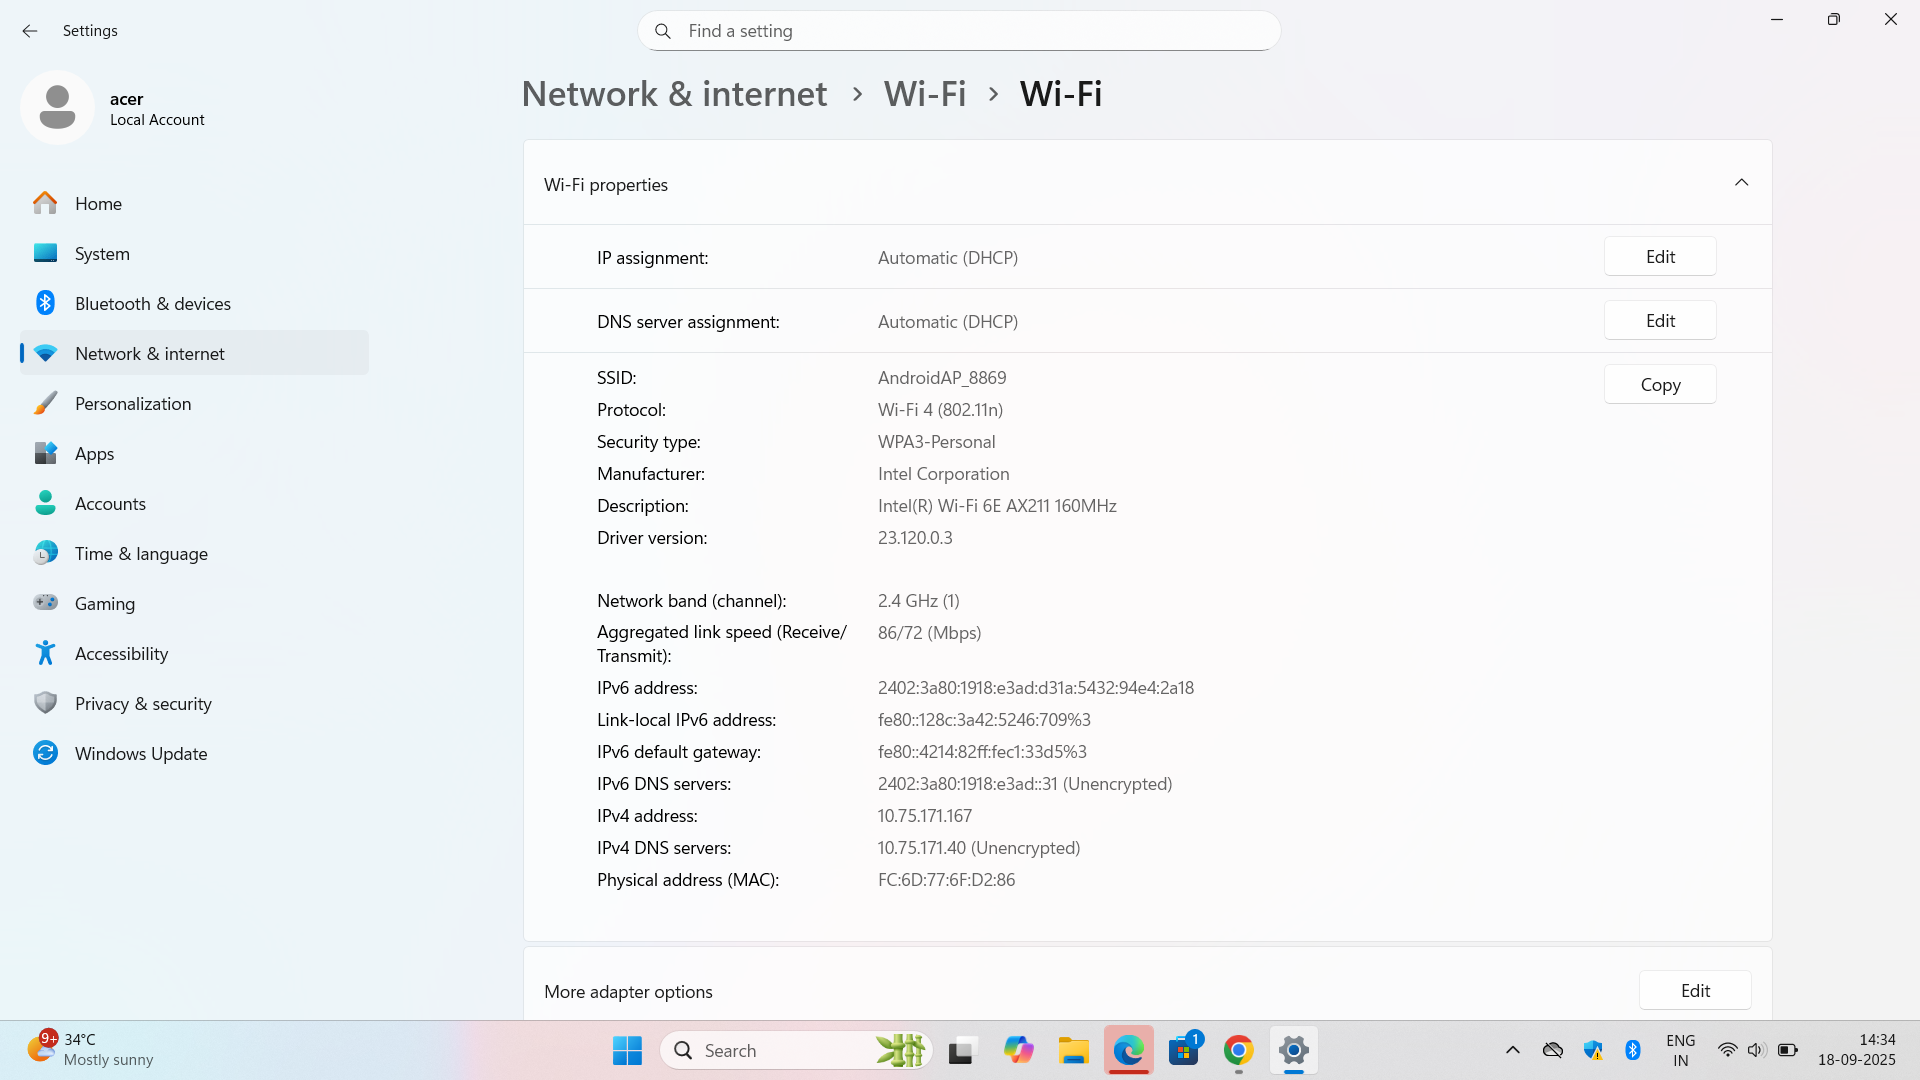 Settings
Find a setting
acer
Local Account
Home
System
Bluetooth & devices
Network & internet
Personalization
Apps
Accounts
Time & language
Gaming
Accessibility
Privacy & security
Windows Update
Network & internet > Wi-Fi > Wi-Fi
Wi-Fi properties
IP assignment: Automatic (DHCP) Edit
DNS server assignment: Automatic (DHCP) Edit
SSID: AndroidAP_8869 Copy
Protocol: Wi-Fi 4 (802.11n)
Security type: WPA3-Personal
Manufacturer: Intel Corporation
Description: Intel(R) Wi-Fi 6E AX211 160MHz
Driver version: 23.120.0.3
Network band (channel): 2.4 GHz (1)
Aggregated link speed (Receive/ 86/72 (Mbps)
Transmit):
IPv6 address: 2402:3a80:1918:e3ad:d31a:5432:94e4:2a18
Link-local IPv6 address: fe80::128c:3a42:5246:709%3
IPv6 default gateway: fe80::4214:82ff:fec1:33d5%3
IPv6 DNS servers: 2402:3a80:1918:e3ad::31 (Unencrypted)
IPv4 address: 10.75.171.167
IPv4 DNS servers: 10.75.171.40 (Unencrypted)
Physical address (MAC): FC:6D:77:6F:D2:86
More adapter options Edit
9+ 34°C
Mostly sunny
Search
1
ENG
IN
14:34
18-09-2025